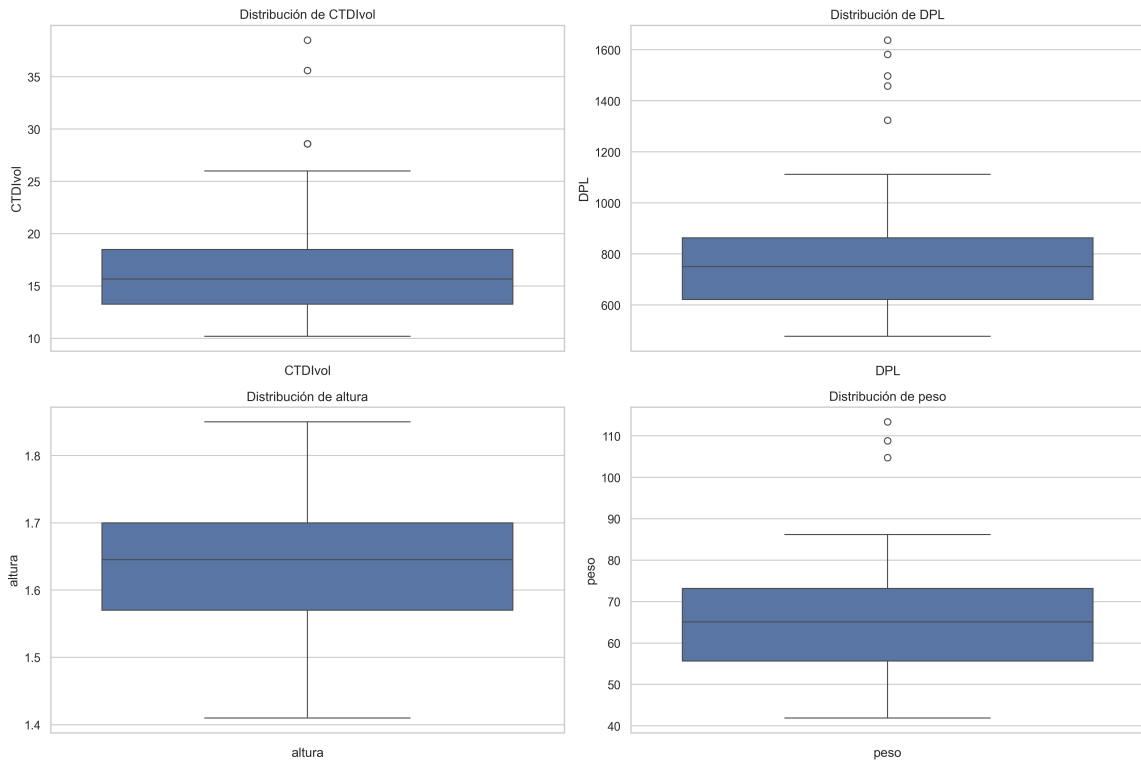 Distribución de CTDIvol
35
30
25
20
15
10
CTDIvol
CTDIvol
Distribución de DPL
1600
1400
1200
1000
800
600
DPL
DPL
Distribución de altura
1.8
1.7
1.6
1.5
1.4
altura
altura
Distribución de peso
110
100
90
80
70
60
50
40
peso
peso